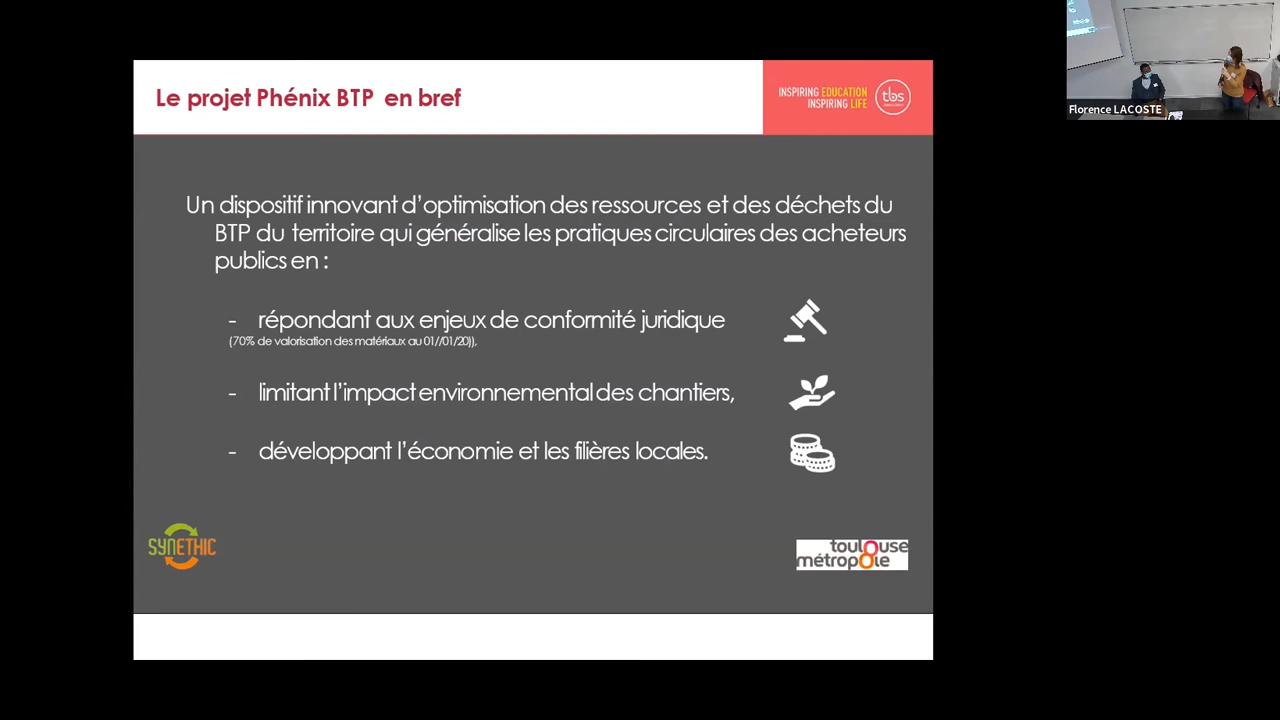 Le projet Phénix BTP en bref
INSPIRING EDUCATION
INSPIRING LIFE
tbs
Florence LACOSTE
Un dispositif innovant d'optimisation des ressources et des déchets du
BTP du territoire qui généralise les pratiques circulaires des acheteurs
publics en :
- répondant aux enjeux de conformité juridique
(70% de valorisation des matériaux au 01//01/20)),
- limitant l'impact environnemental des chantiers,
- développant l'économie et les filières locales.
SYNETHIC
toulouse
métropole